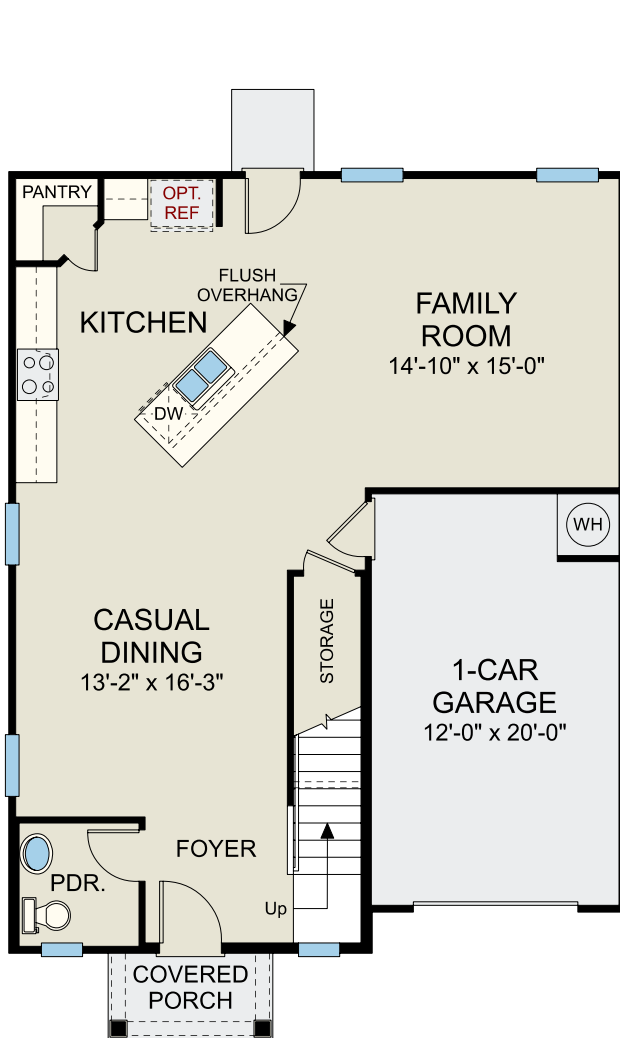 PANTRY
OPT.
REF
FLUSH
OVERHANG
KITCHEN
FAMILY
ROOM
14'-10" x 15'-0"
DW
WH
STORAGE
CASUAL
DINING
13'-2" x 16'-3"
1-CAR
GARAGE
12'-0" x 20'-0"
FOYER
PDR.
Up
COVERED
PORCH